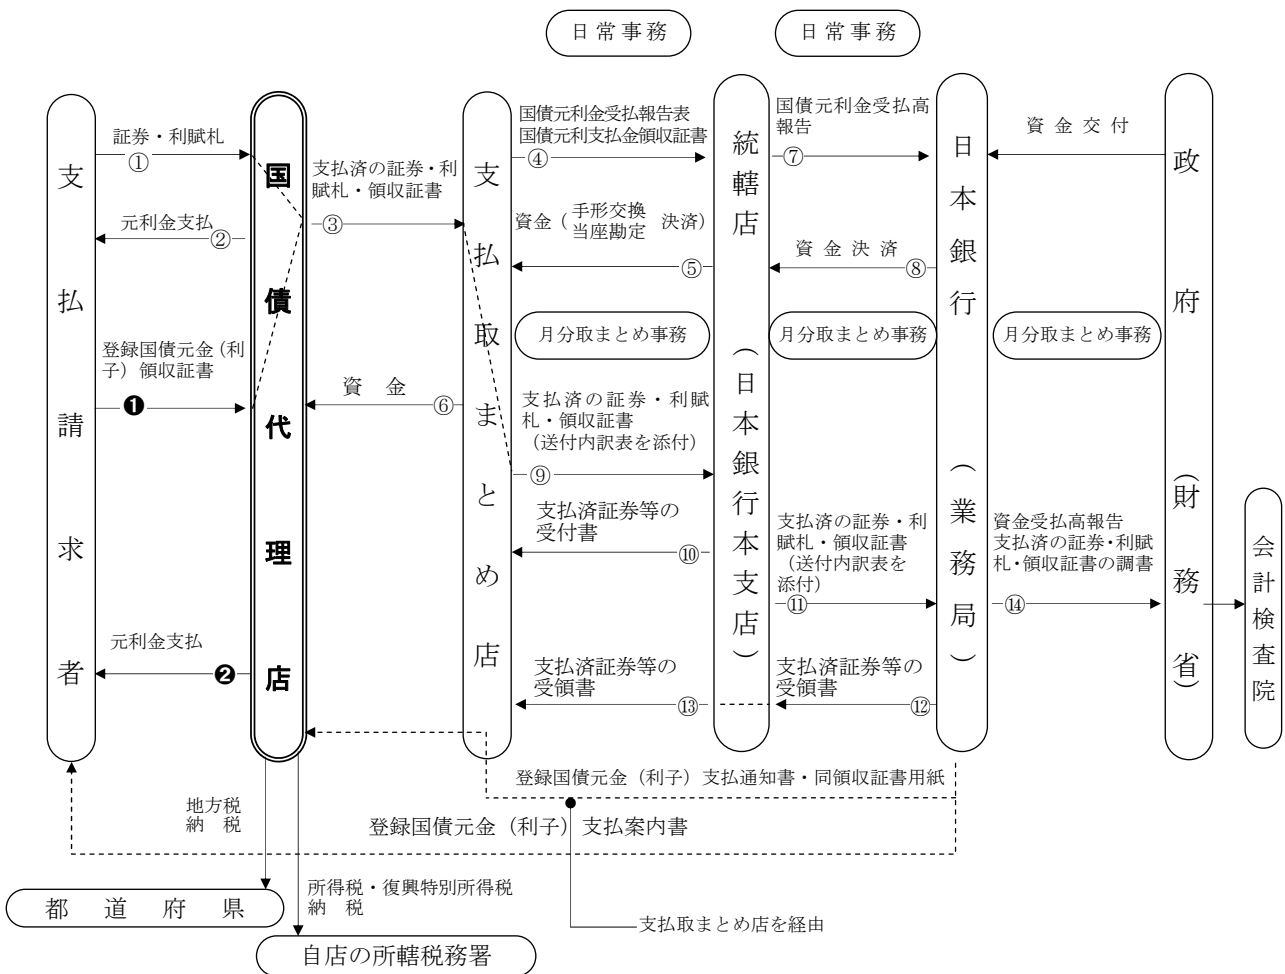 日常事務
日常事務
支払請求者
国債代理店
支払取まとめ店
統轄店（日本銀行本支店）
日本銀行（業務局）
政府（財務省）
会計検査院
証券・利賦札
①
元利金支払
②
登録国債元金（利
子）領収証書
❶
元利金支払
❷
支払済の証券・利
賦札・領収証書
③
資 金
⑥
国債元利金受払報告表
国債元利支払金領収証書
④
資金（手形交換
当座勘定 決済）
⑤
月分取まとめ事務
支払済の証券・利賦
札・領収証書
（送付内訳表を添付）
⑨
支払済証券等の
受付書
⑩
支払済証券等の
受領書
⑬
国債元利金受払高
報告
⑦
資 金 決 済
⑧
月分取まとめ事務
支払済の証券・利
賦札・領収証書
（送付内訳表を
添付）
⑪
支払済証券等の
受領書
⑫
資 金 交 付
月分取まとめ事務
資金受払高報告
支払済の証券・利賦
札・領収証書の調書
⑭
登録国債元金（利子）支払通知書・同領収証書用紙
登録国債元金（利子）支払案内書
地方税
納 税
都 道 府 県
所得税・復興特別所得税
納 税
自店の所轄税務署
支払取まとめ店を経由